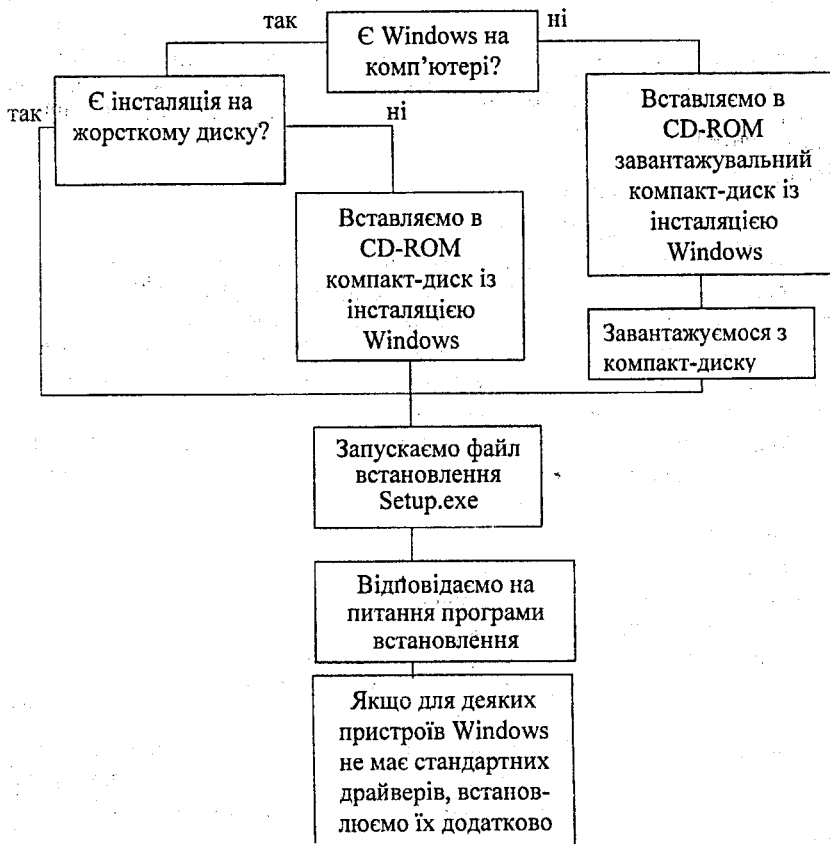 так
Є Windows на
комп’ютері?
ні
так
Є інсталяція на
жорсткому диску?
ні
Вставляємо в
CD-ROM
компакт-диск із
інсталяцією
Windows
Вставляємо в
CD-ROM
завантажувальний
компакт-диск із
інсталяцією
Windows
Завантажуємося з
компакт-диску
Запускаємо файл
встановлення
Setup.exe
Відповідаємо на
питання програми
встановлення
Якщо для деяких
пристроїв Windows
не має стандартних
драйверів, встанов-
люємо їх додатково